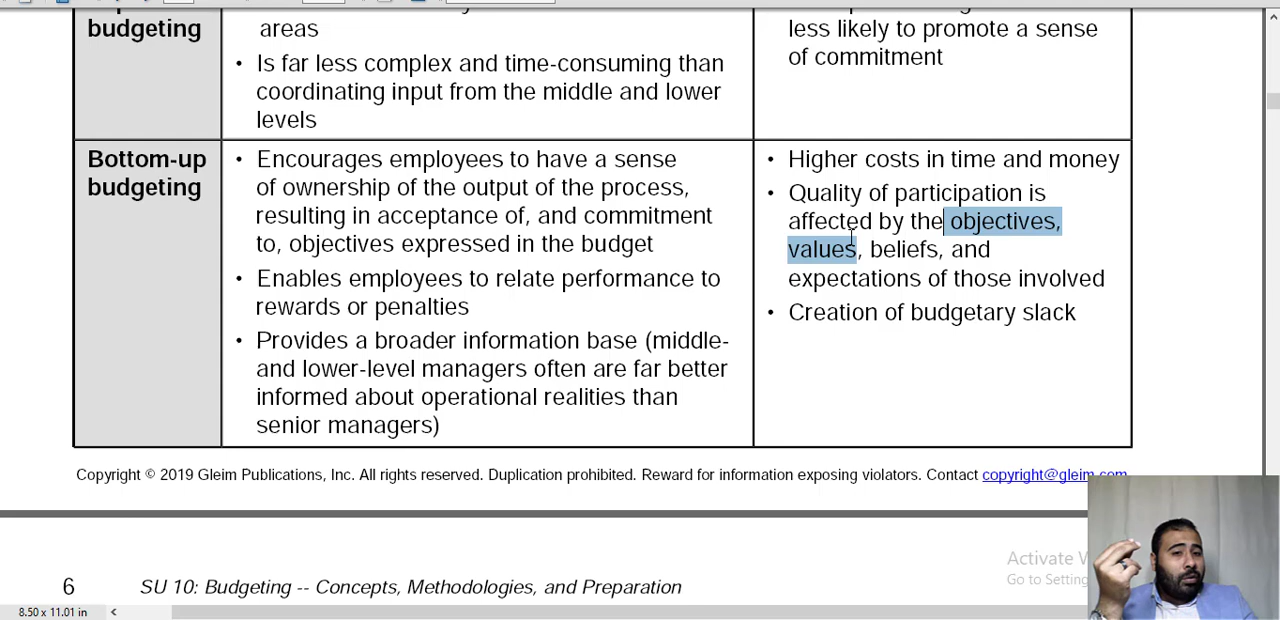 budgeting
areas
• Is far less complex and time-consuming than
coordinating input from the middle and lower
levels
less likely to promote a sense
of commitment
Bottom-up
budgeting
• Encourages employees to have a sense
of ownership of the output of the process,
resulting in acceptance of, and commitment
to, objectives expressed in the budget
• Enables employees to relate performance to
rewards or penalties
• Provides a broader information base (middle-
and lower-level managers often are far better
informed about operational realities than
senior managers)
• Higher costs in time and money
• Quality of participation is
affected by the objectives,
values, beliefs, and
expectations of those involved
• Creation of budgetary slack
Copyright © 2019 Gleim Publications, Inc. All rights reserved. Duplication prohibited. Reward for information exposing violators. Contact copyright@gleim.com
Activate
Go to Setting
6 SU 10: Budgeting -- Concepts, Methodologies, and Preparation
8.50 x 11.01 in